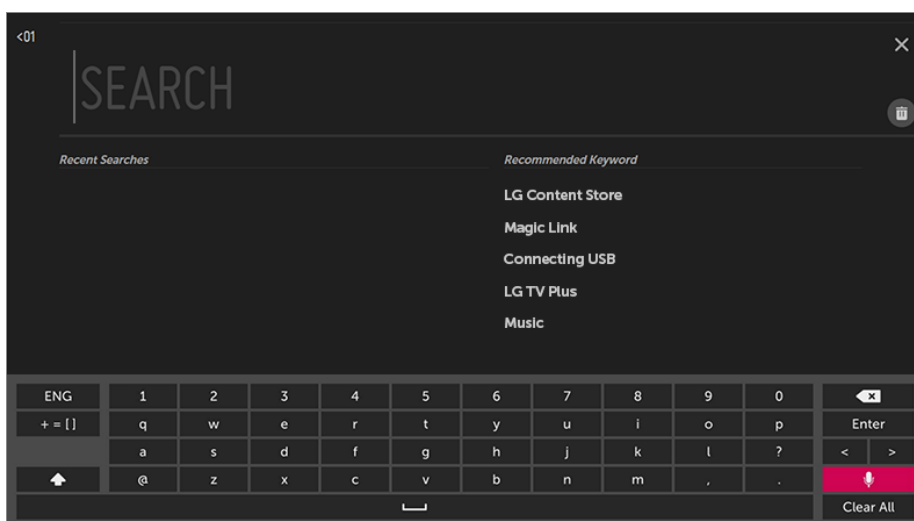 <01
SEARCH
Recent Searches
Recommended Keyword
LG Content Store
Magic Link
Connecting USB
LG TV Plus
Music
ENG 1 2 3 4 5 6 7 8 9 0
+ = [ ] q w e r t y u i o p Enter
a s d f g h j k l ? < >
@ z x c v b n m , .
Clear All